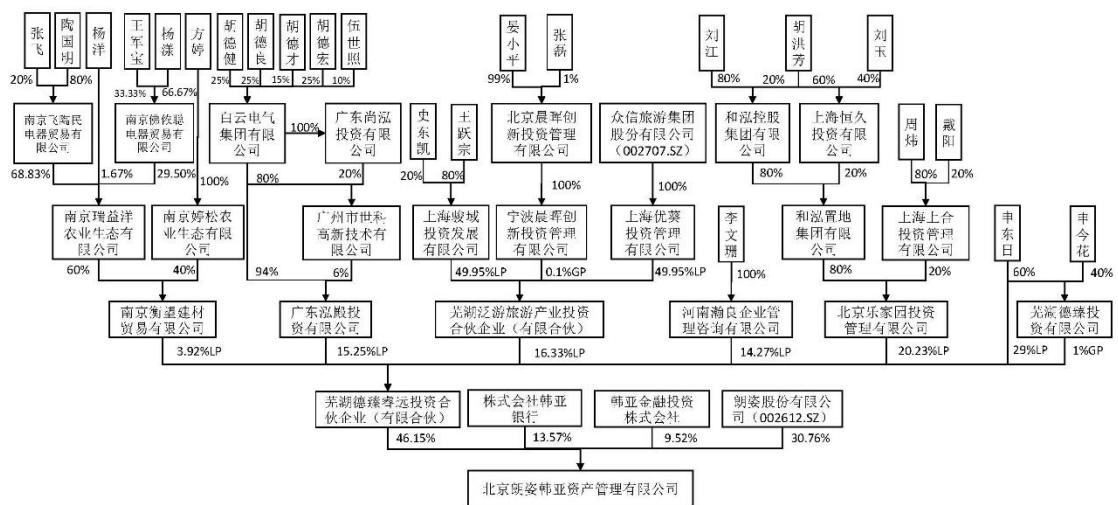 张飞
陶国明
杨洋
王军宝
杨漾
方婷
胡德健
胡德良
胡德才
胡德宏
伍世照
晏小平
张磊
刘江
胡洪芳
刘玉
20%
80%
33.33%
66.67%
25%
25%
15%
25%
10%
99%
1%
80%
20%
60%
40%
南京飞陶民
电器贸易有
限公司
南京佛依聪
电器贸易有
限公司
白云电气
集团有限公
司
100%
广东尚泓
投资有限公
司
史东凯
王跃宗
北京晨晖创
新投资管理
有限公司
众信旅游集团
股份有限公司
（002707.SZ）
和泓控股
集团有限公
司
上海恒久
投资有限公
司
周炜
戴阳
68.83%
1.67%
29.50%
100%
80%
20%
20%
80%
100%
100%
80%
20%
80%
20%
南京瑞益洋
农业生态有
限公司
南京婷松农
业生态有限
公司
广州市世科
高新技术有
限公司
上海骏域
投资发展
有限公司
宁波晨晖创
新投资管理
有限公司
上海优葵
投资管理
有限公司
李文珊
和泓置地
集团有限
公司
上海上合
投资管理有
限公司
申东日
申今花
60%
40%
94%
6%
49.95%LP
0.1%GP
49.95%LP
100%
80%
20%
60%
40%
南京衡望建材
贸易有限公司
广东泓殿投
资有限公司
芜湖泛游旅游产业投资
合伙企业（有限合伙）
河南瀚良企业管
理咨询有限公司
北京乐家园投资
管理有限公司
芜湖德臻投
资有限公司
3.92%LP
15.25%LP
16.33%LP
14.27%LP
20.23%LP
29%LP
1%GP
芜湖德臻睿远投资合
伙企业（有限合伙）
株式会社韩亚
银行
韩亚金融投资
株式会社
朗姿股份有限公
司（002612.SZ）
46.15%
13.57%
9.52%
30.76%
北京朗姿韩亚资产管理有限公司